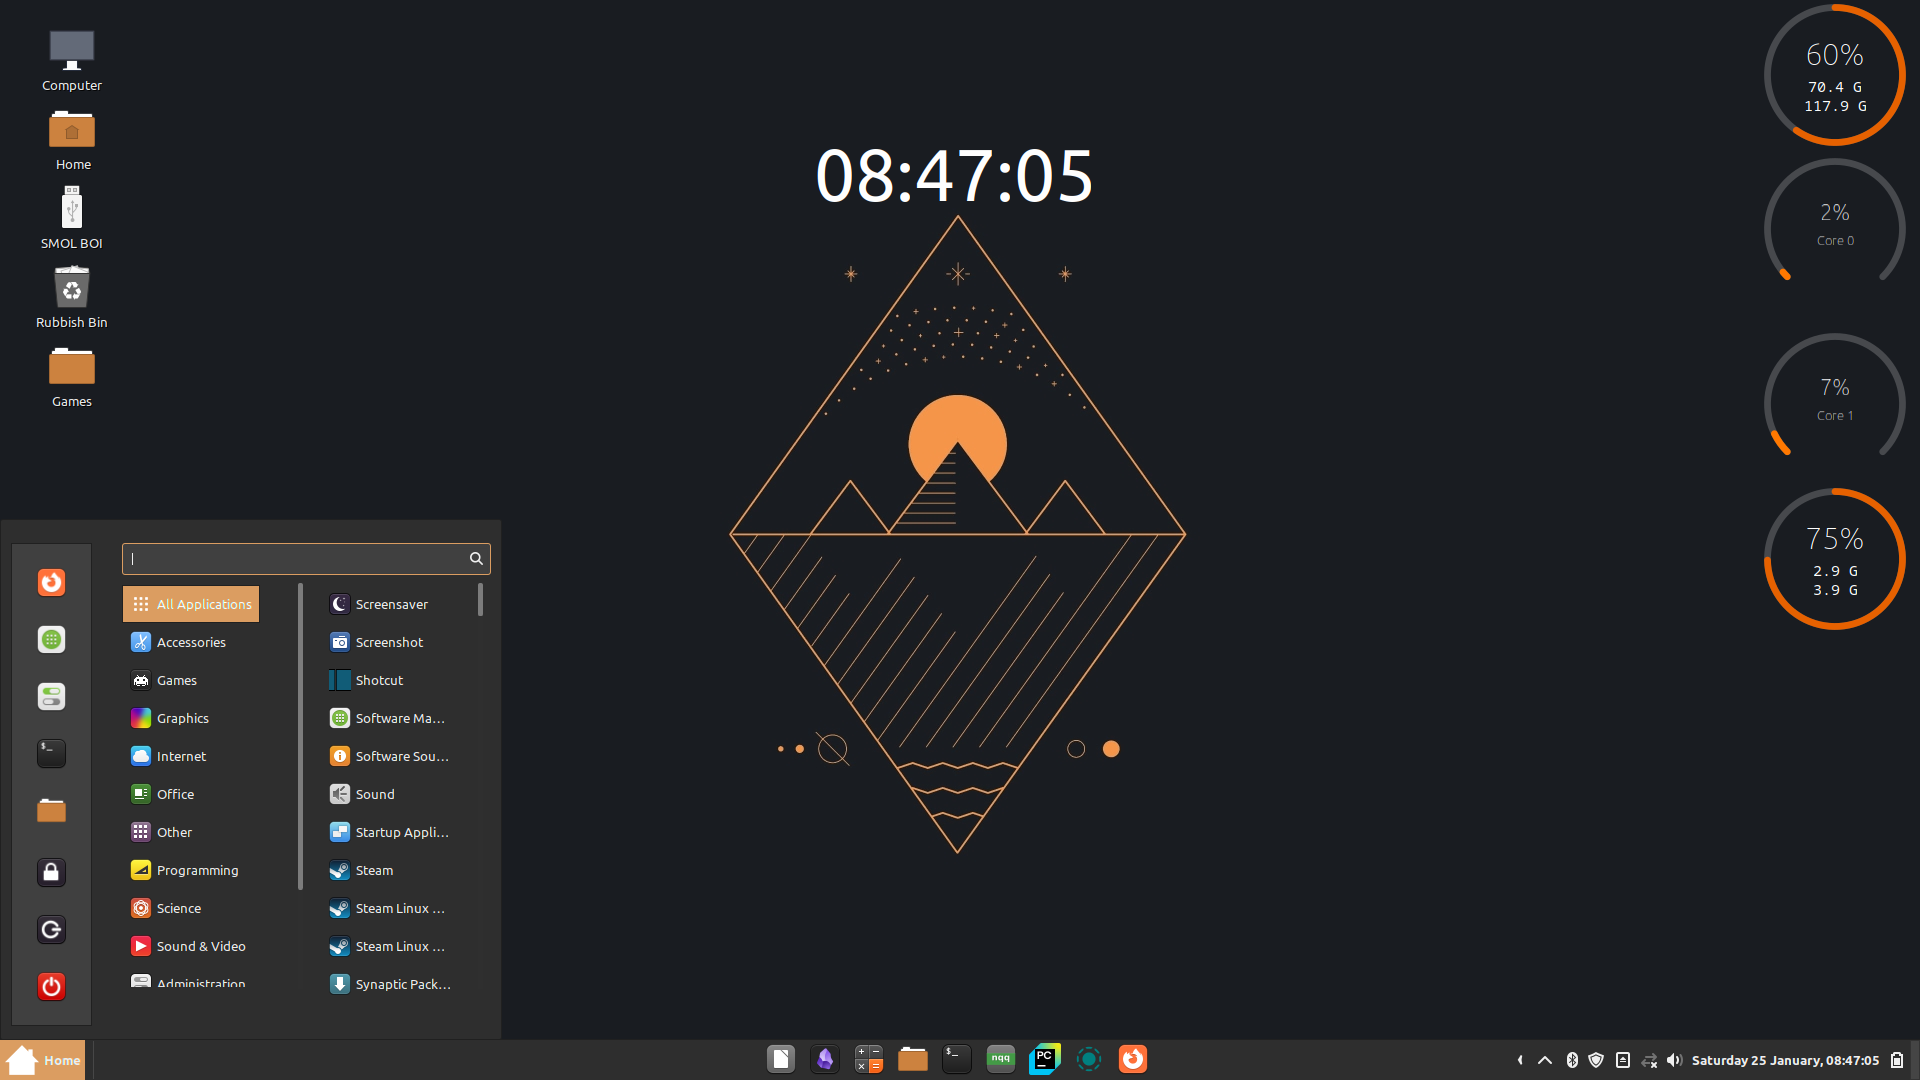 Computer
Home
SMOL BOI
Rubbish Bin
Games
08:47:05
60%
70.4 G
117.9 G
2%
Core 0
7%
Core 1
75%
2.9 G
3.9 G
All Applications
Accessories
Games
Graphics
Internet
Office
Other
Programming
Science
Sound & Video
Administration
Screensaver
Screenshot
Shotcut
Software Ma...
Software Sou...
Sound
Startup Appli...
Steam
Steam Linux ...
Steam Linux ...
Synaptic Pack...
Home
$_
nqq
PC
Saturday 25 January, 08:47:05